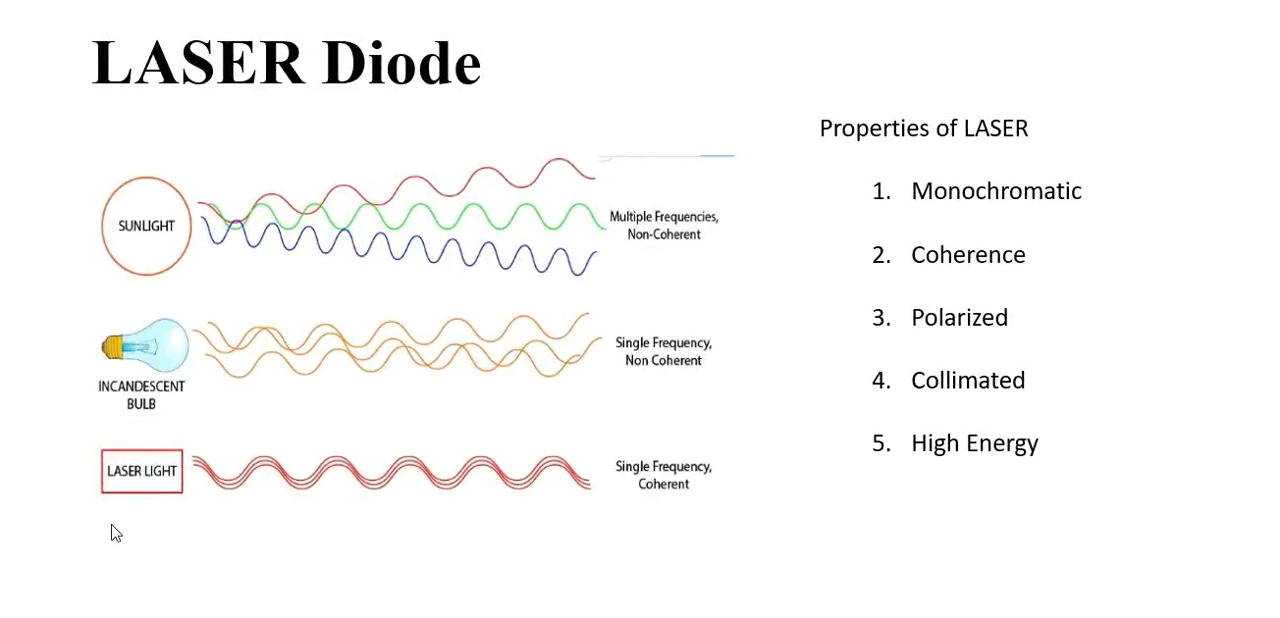 LASER Diode
SUNLIGHT
Multiple Frequencies,
Non-Coherent
INCANDESCENT
BULB
Single Frequency,
Non Coherent
LASER LIGHT
Single Frequency,
Coherent
Properties of LASER
1. Monochromatic
2. Coherence
3. Polarized
4. Collimated
5. High Energy